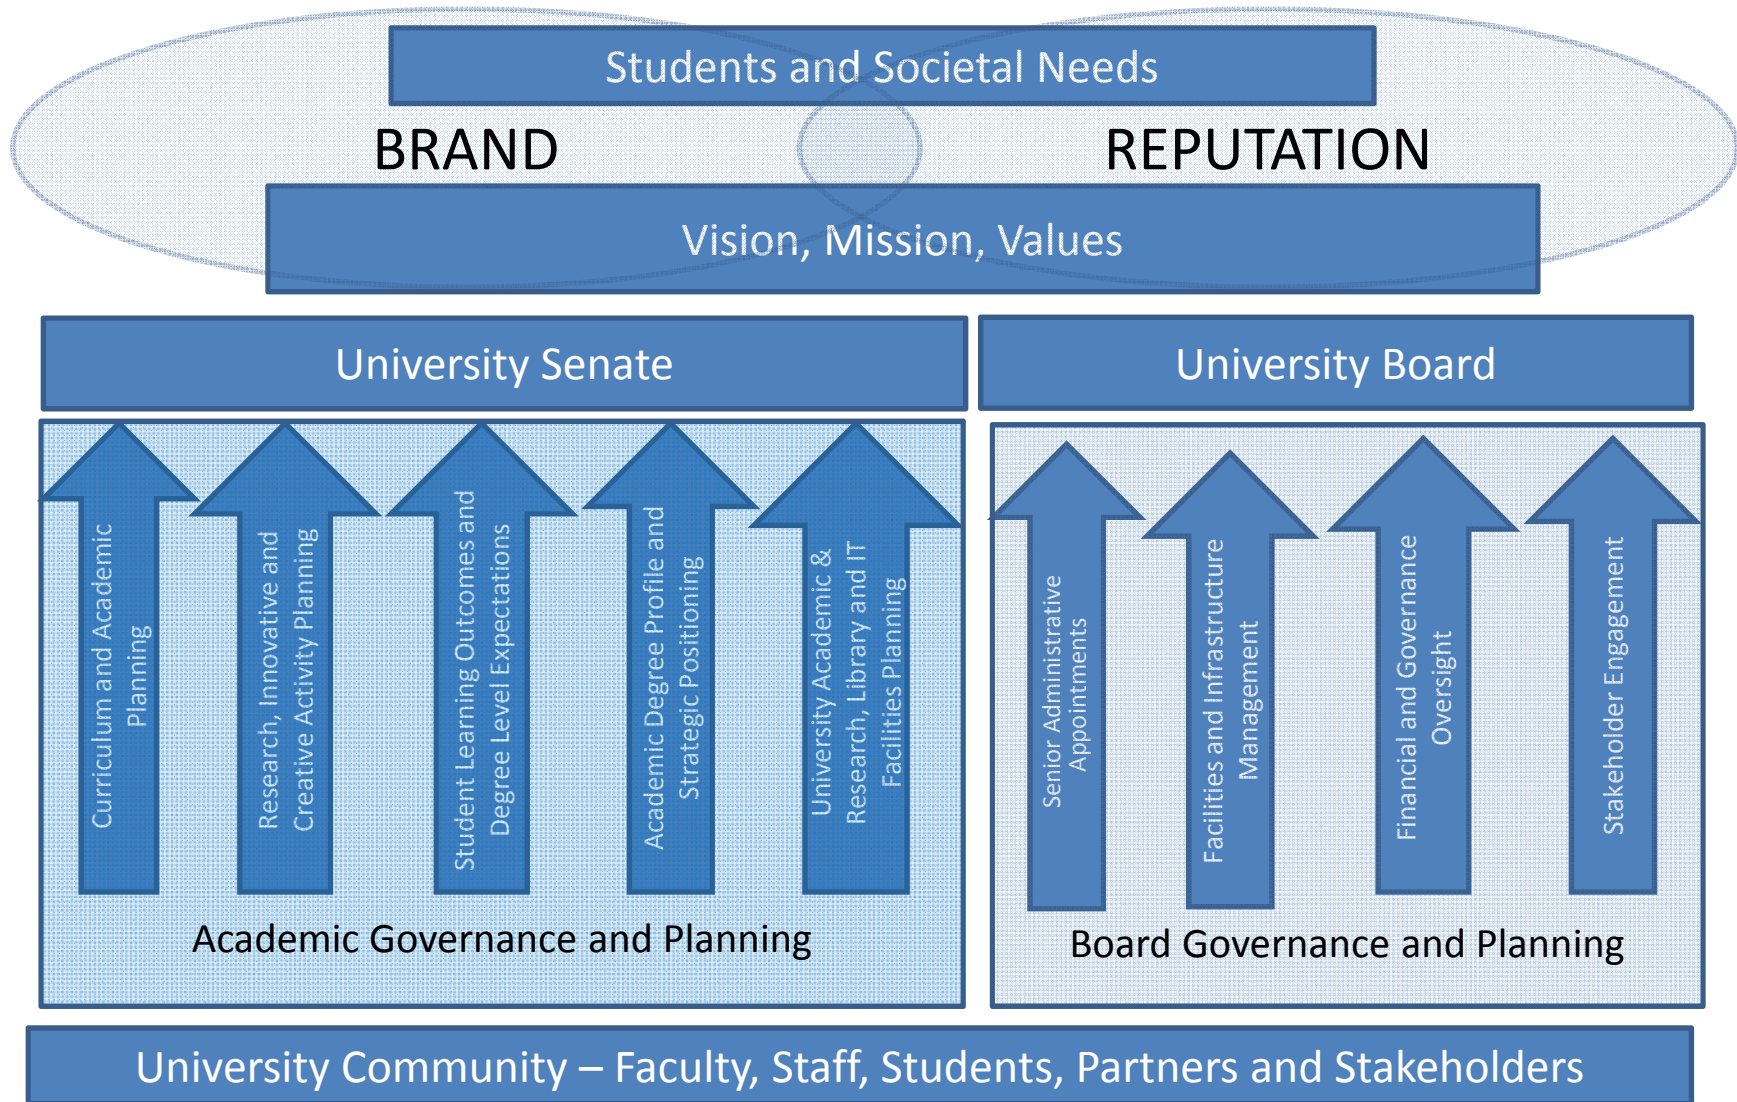 Students and Societal Needs
BRAND
REPUTATION
Vision, Mission, Values
University Senate
University Board
Curriculum and Academic
Planning
Research, Innovative and
Creative Activity Planning
Student Learning Outcomes and
Degree Level Expectations
Academic Degree Profile and
Strategic Positioning
University Academic &
Research, Library and IT
Facilities Planning
Academic Governance and Planning
Senior Administrative
Appointments
Facilities and Infrastructure
Management
Financial and Governance
Oversight
Stakeholder Engagement
Board Governance and Planning
University Community – Faculty, Staff, Students, Partners and Stakeholders